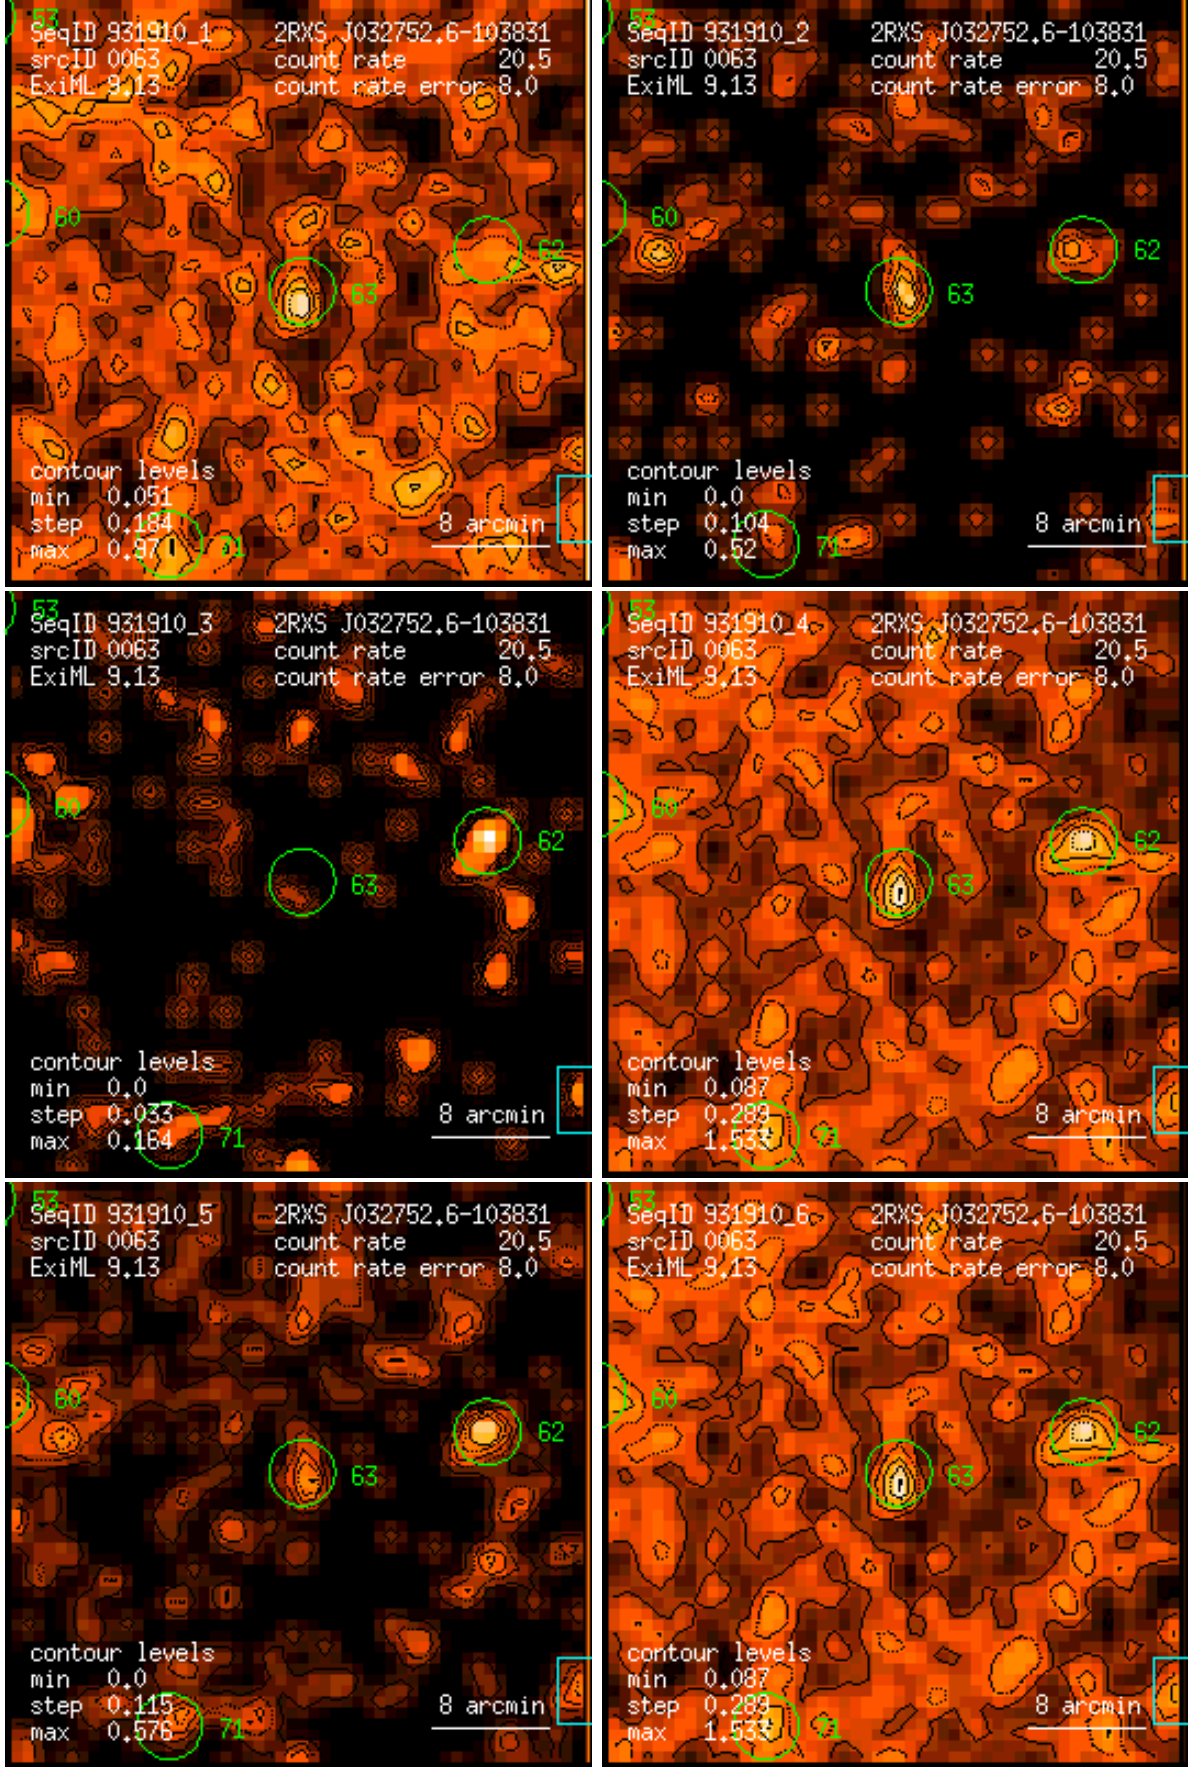 53
SeqID 931910_1 2RXS J032752.6-103831
srcID 0063 count rate 20.5
ExiML 9.13 count rate error 8.0
60
62
63
contour levels
min 0.051
step 0.184 8 arcmin
max 0.97 71
53
SeqID 931910_2 2RXS J032752.6-103831
srcID 0063 count rate 20.5
ExiML 9.13 count rate error 8.0
60
62
63
contour levels
min 0.0
step 0.104 8 arcmin
max 0.52 71
53
SeqID 931910_3 2RXS J032752.6-103831
srcID 0063 count rate 20.5
ExiML 9.13 count rate error 8.0
60
62
63
contour levels
min 0.0
step 0.033 8 arcmin
max 0.164 71
53
SeqID 931910_4 2RXS J032752.6-103831
srcID 0063 count rate 20.5
ExiML 9.13 count rate error 8.0
60
62
63
contour levels
min 0.087
step 0.289 8 arcmin
max 1.533 71
53
SeqID 931910_5 2RXS J032752.6-103831
srcID 0063 count rate 20.5
ExiML 9.13 count rate error 8.0
60
62
63
contour levels
min 0.0
step 0.115 8 arcmin
max 0.576 71
53
SeqID 931910_6 2RXS J032752.6-103831
srcID 0063 count rate 20.5
ExiML 9.13 count rate error 8.0
60
62
63
contour levels
min 0.087
step 0.289 8 arcmin
max 1.533 71